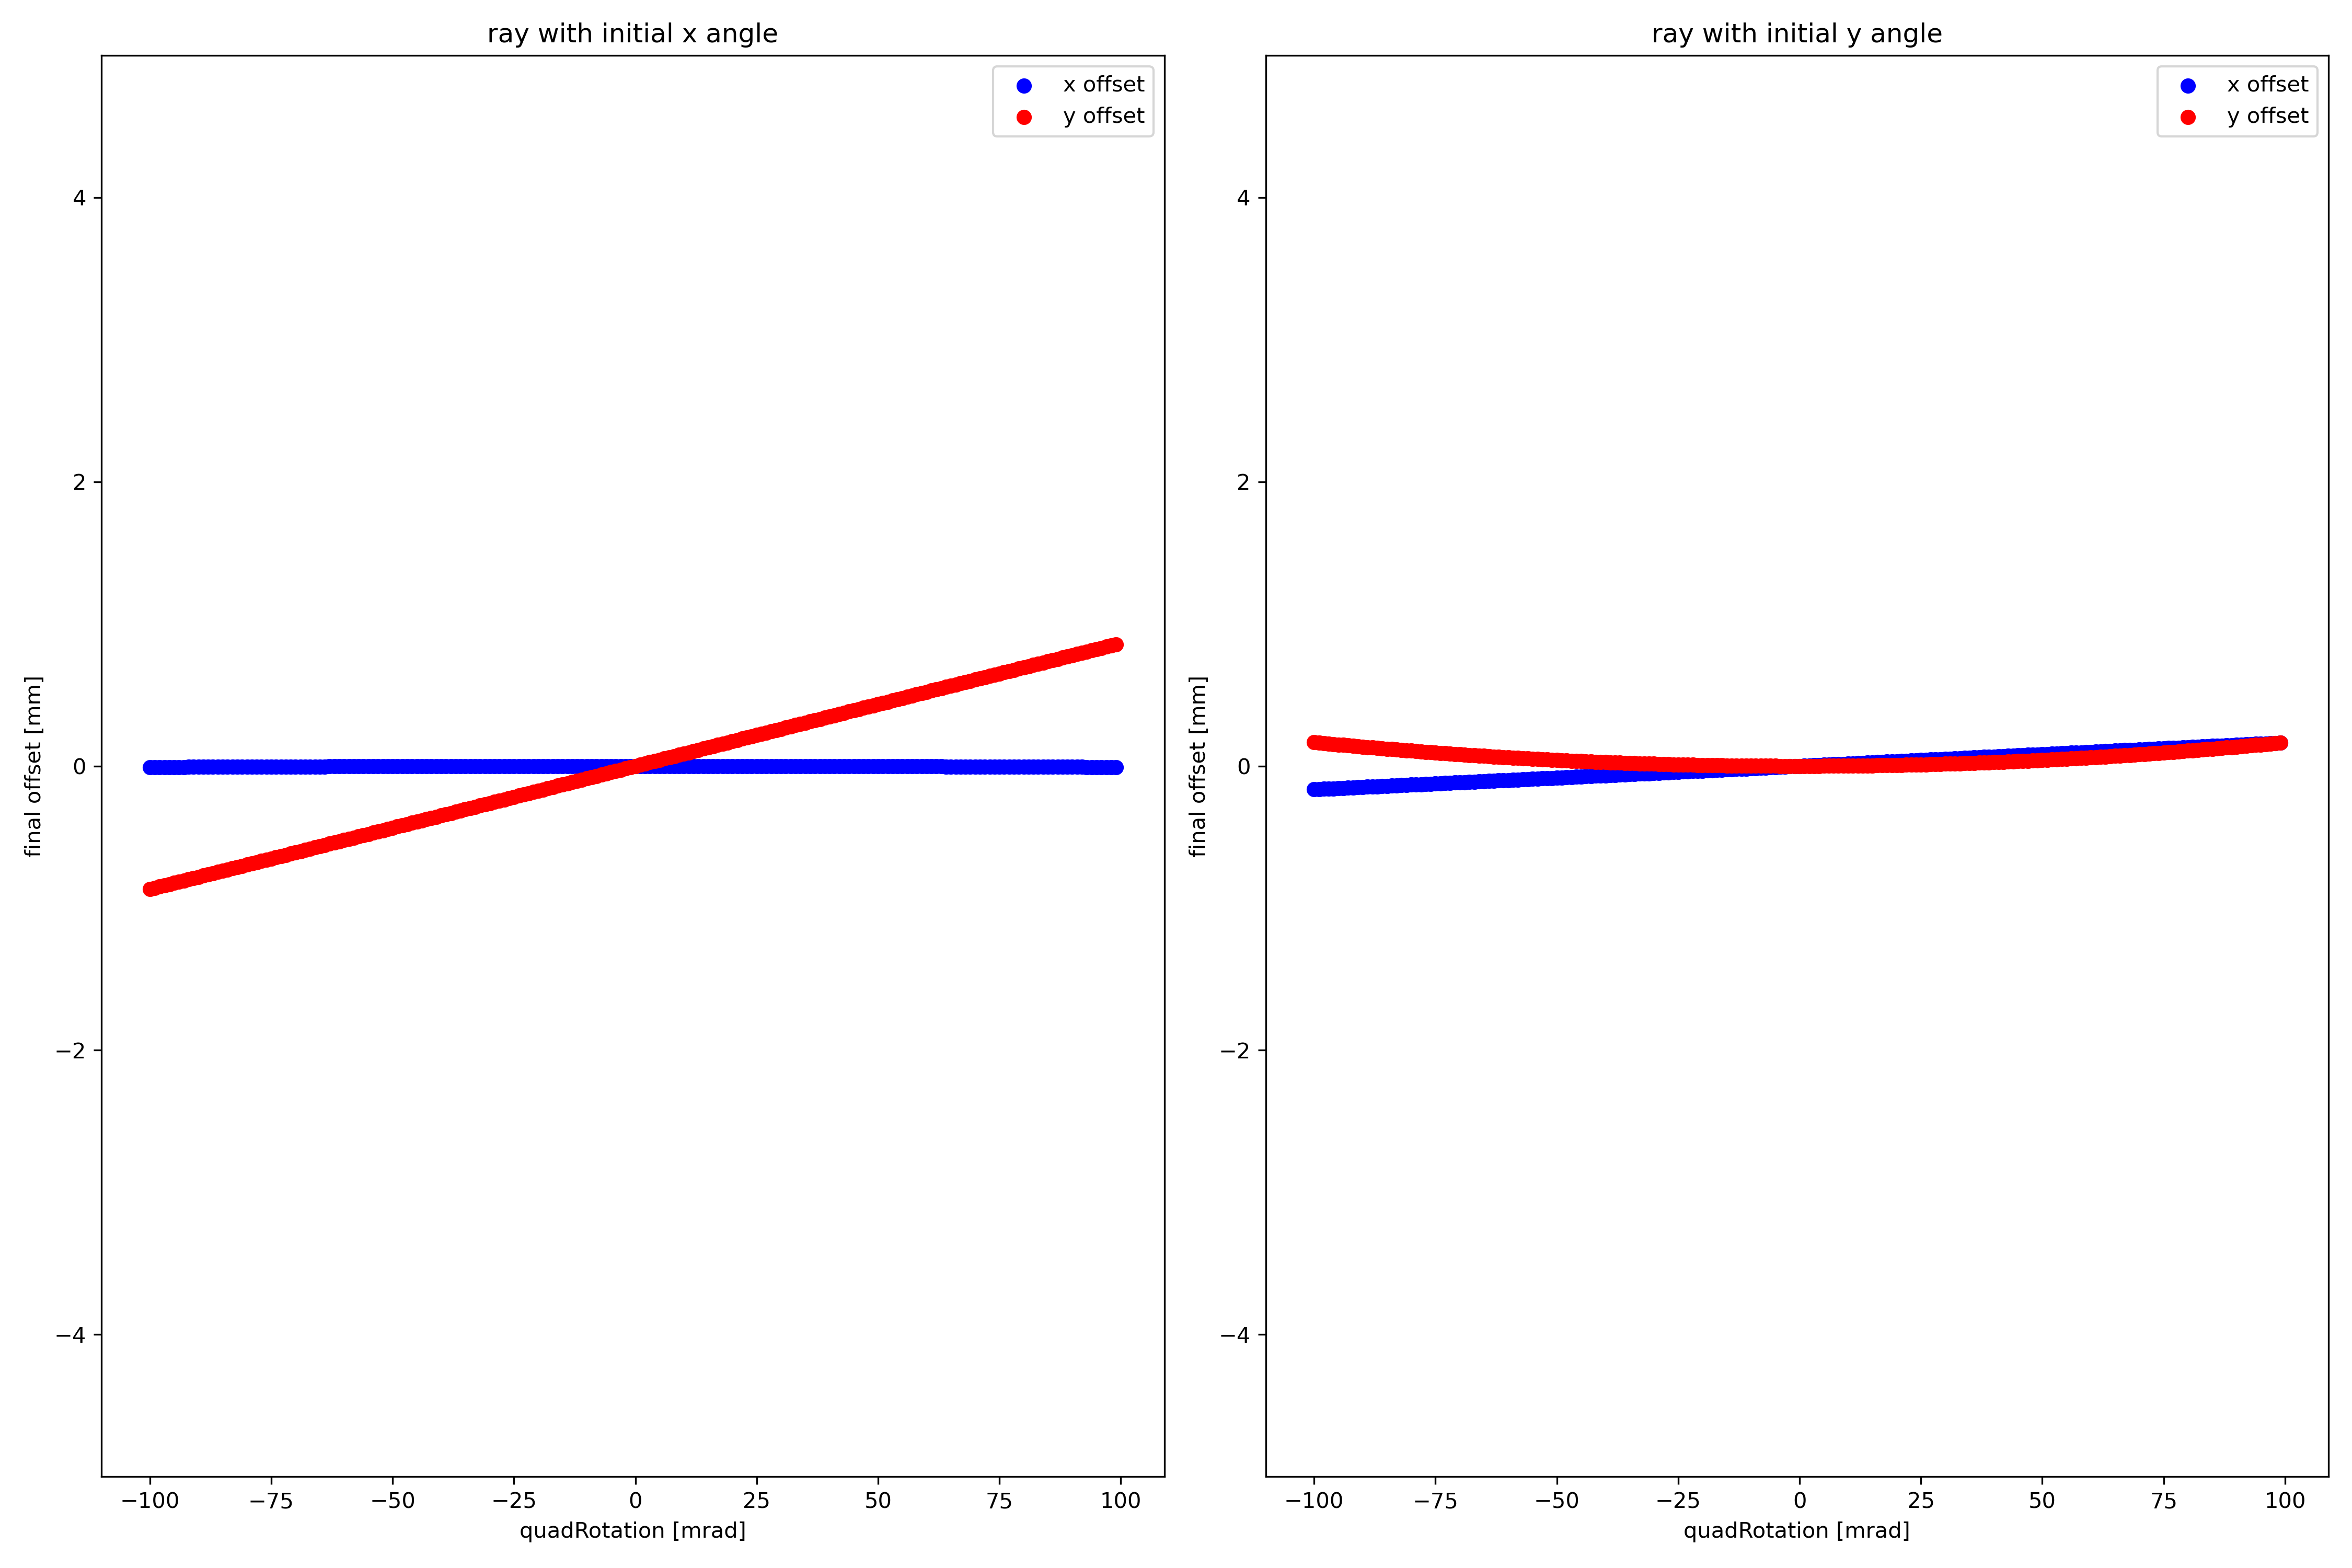 ray with initial x angle
x offset
y offset
final offset [mm]
4
2
0
−2
−4
−100 −75 −50 −25 0 25 50 75 100
quadRotation [mrad]
ray with initial y angle
x offset
y offset
final offset [mm]
4
2
0
−2
−4
−100 −75 −50 −25 0 25 50 75 100
quadRotation [mrad]